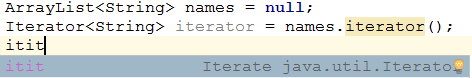 ArrayList<String> names = null;
Iterator<String> iterator = names.iterator();
itit
itit Iterate java.util.Iterato